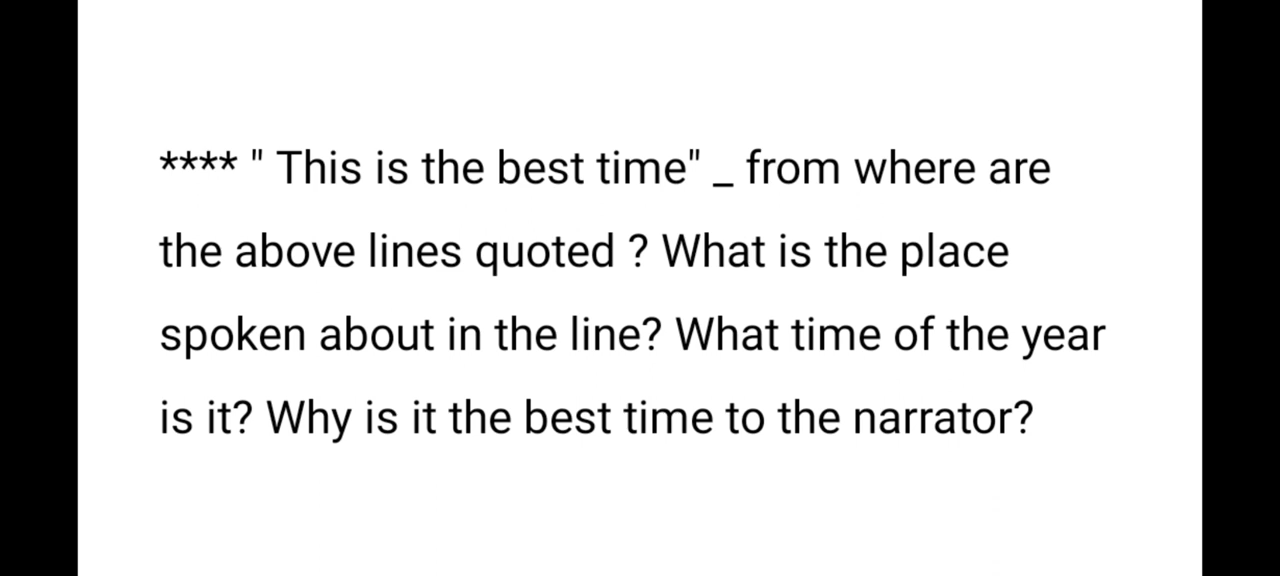 **** " This is the best time" _ from where are
the above lines quoted ? What is the place
spoken about in the line? What time of the year
is it? Why is it the best time to the narrator?